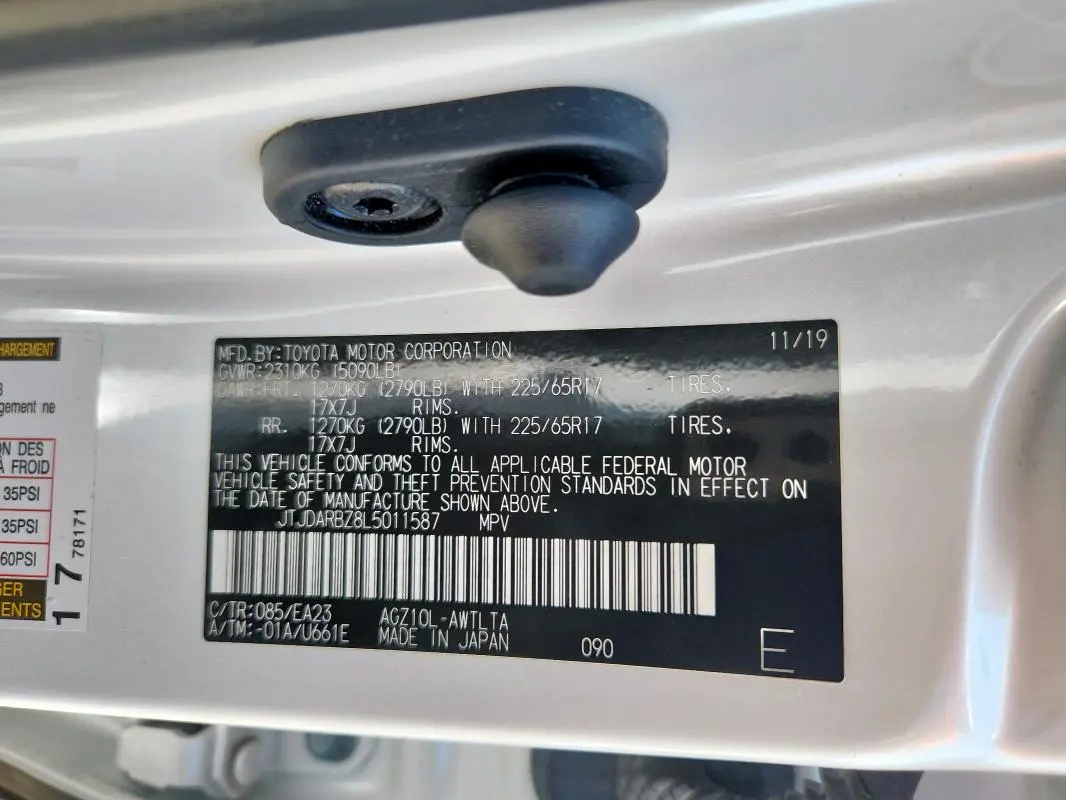 HARGEMENT
gement ne
ON DES
À FROID
35PSI
35PSI
60PSI
GER
ENTS
1 7 78171
MFD. BY: TOYOTA MOTOR CORPORATION 11/19
GVWR: 2310KG (5090LB)
GAWR: FRT. 1270KG (2790LB) WITH 225/65R17 TIRES.
17X7J RIMS.
RR. 1270KG (2790LB) WITH 225/65R17 TIRES.
17X7J RIMS.
THIS VEHICLE CONFORMS TO ALL APPLICABLE FEDERAL MOTOR
VEHICLE SAFETY AND THEFT PREVENTION STANDARDS IN EFFECT ON
THE DATE OF MANUFACTURE SHOWN ABOVE.
JTJDARBZ8L5011587 MPV
C/TR: 085/EA23 AGZ10L-AWTLTA
A/TM: -01A/U661E MADE IN JAPAN 090 E